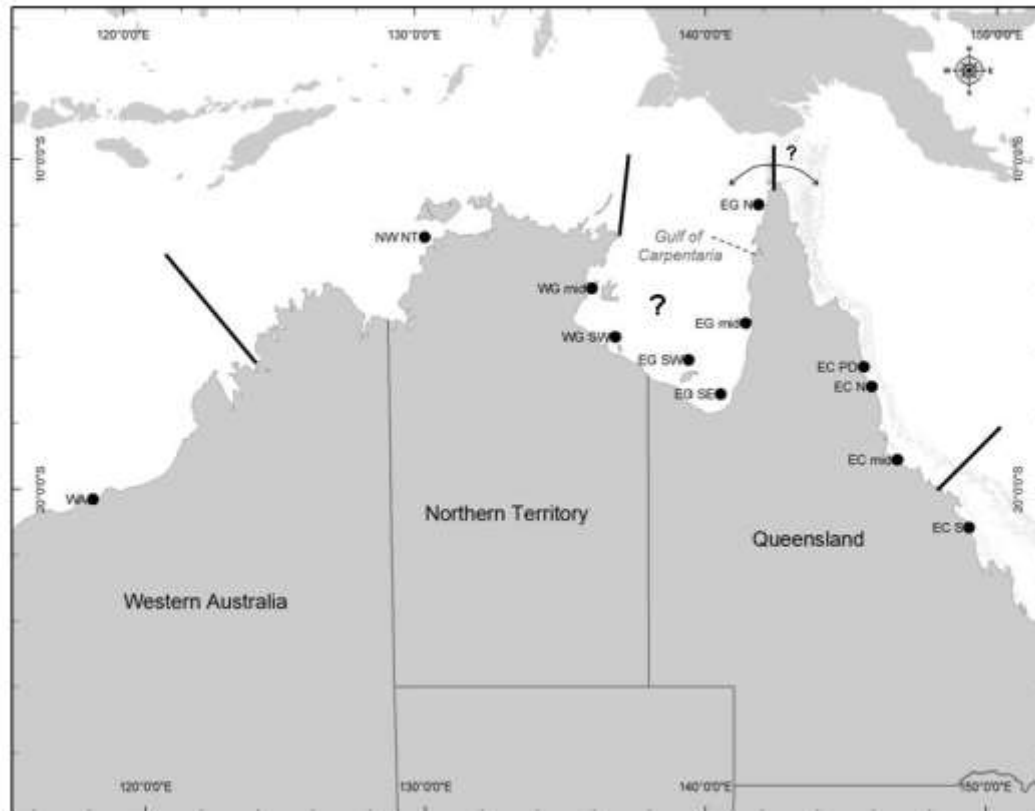 120°0'0"E 130°0'0"E 140°0'0"E 150°0'0"E
N
W E
S
10°0'0"S 10°0'0"S
?
EG N
NW NT
Gulf of
Carpentaria
WG mid
?
EG mid
WG SW
EG SW
EC PD
EC N
EG SE
EC mid
20°0'0"S 20°0'0"S
WA
Northern Territory
EC S
Queensland
Western Australia
120°0'0"E 130°0'0"E 140°0'0"E 150°0'0"E